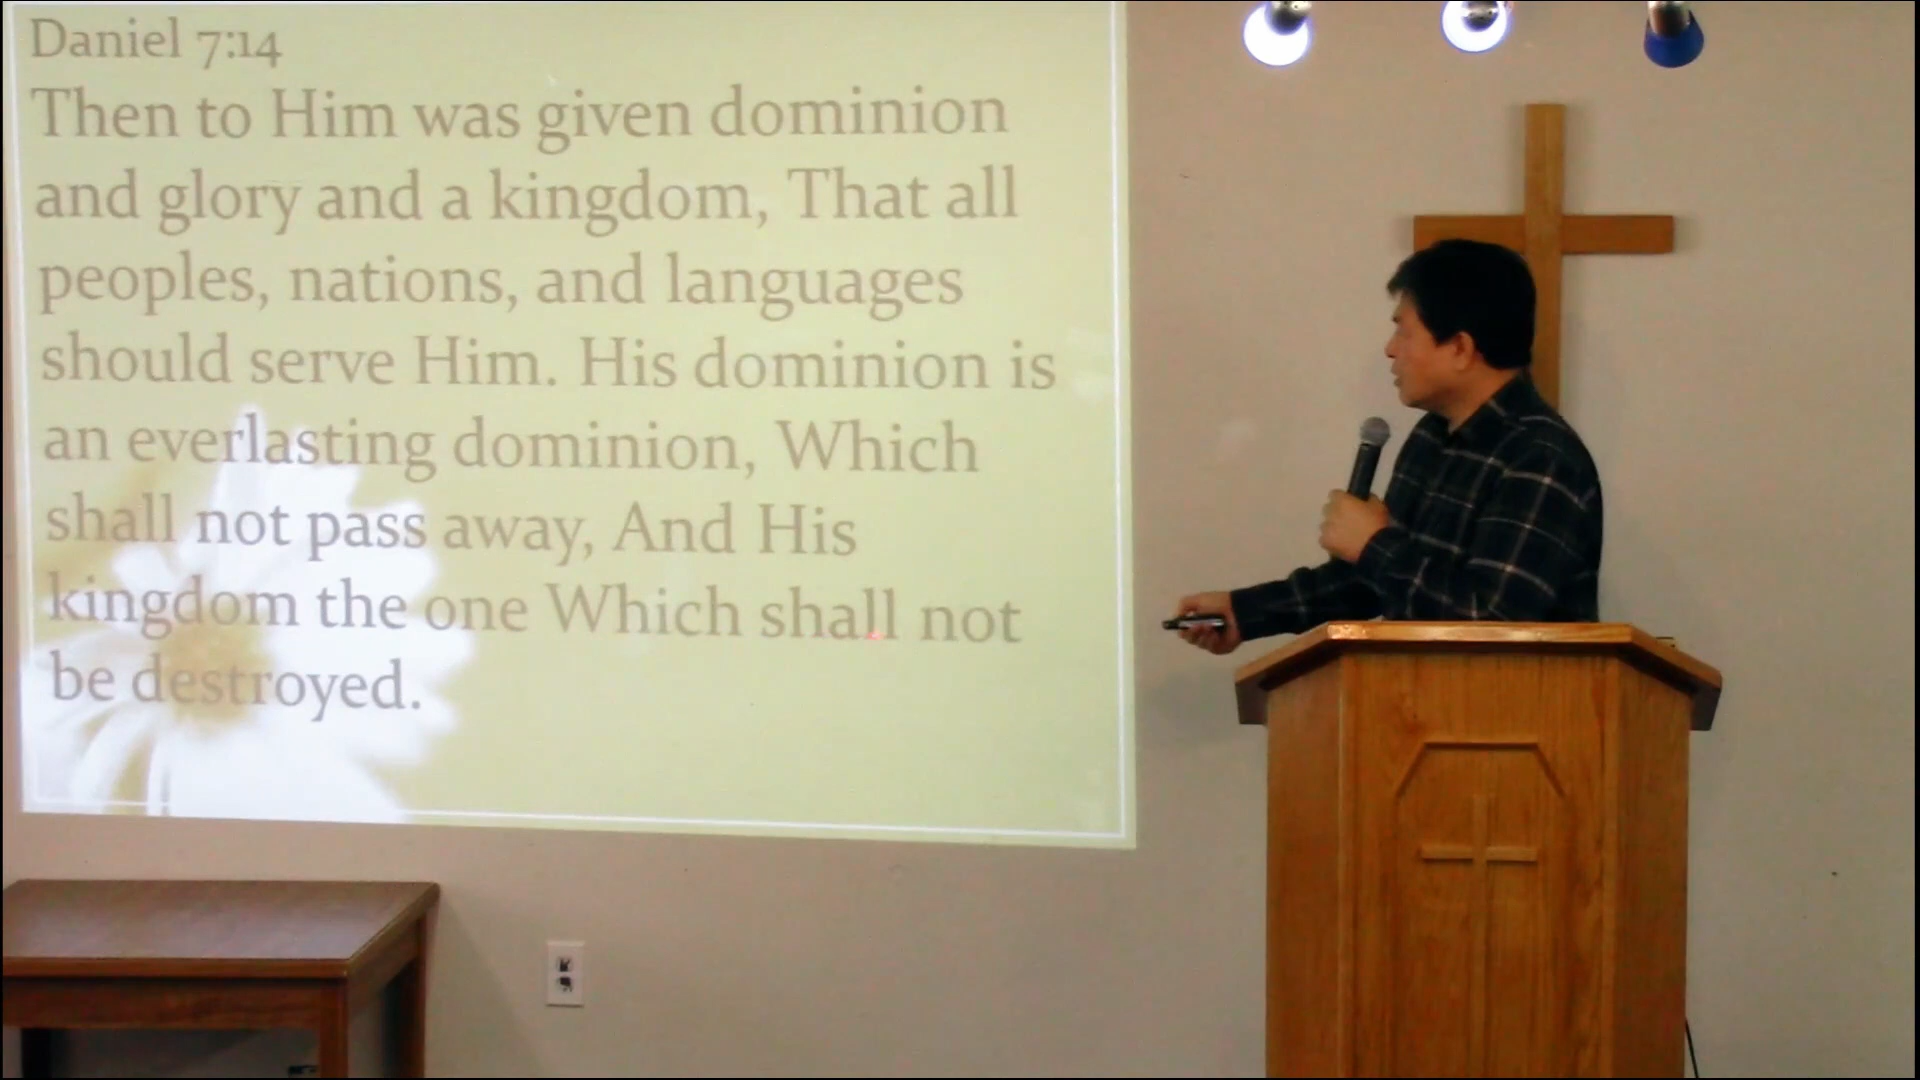 Daniel 7:14
Then to Him was given dominion
and glory and a kingdom, That all
peoples, nations, and languages
should serve Him. His dominion is
an everlasting dominion, Which
shall not pass away, And His
kingdom the one Which shall not
be destroyed.